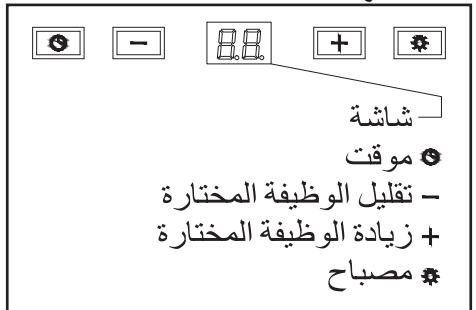 − 8.8. +
شاشة
موقت
− تقليل الوظيفة المختارة
+ زيادة الوظيفة المختارة
مصباح